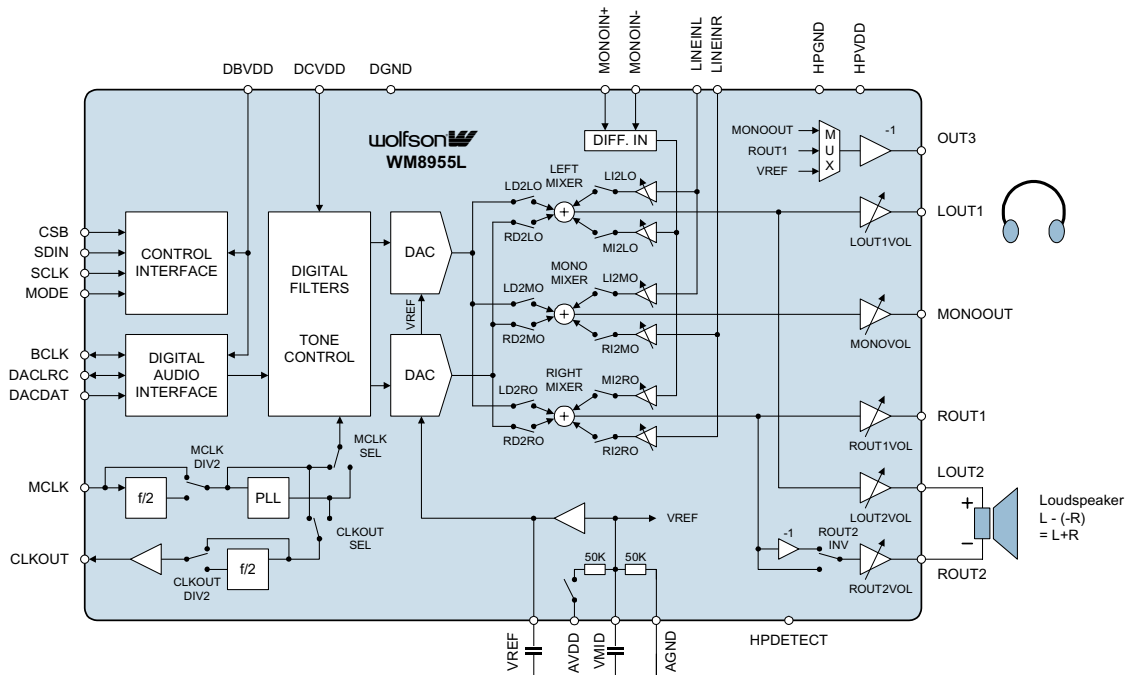 MONOIN+
MONOIN-
LINEINL
LINEINR
HPGND
HPVDD
DBVDD
DCVDD
DGND
wolfson
WM8955L
DIFF. IN
MONOOUT
ROUT1
VREF
MUX
-1
OUT3
LEFT
MIXER
LD2LO
RD2LO
LI2LO
MI2LO
LOUT1VOL
LOUT1
CSB
SDIN
SCLK
MODE
CONTROL
INTERFACE
DIGITAL
FILTERS
TONE
CONTROL
DAC
VREF
DAC
MONO
MIXER
LD2MO
RD2MO
LI2MO
RI2MO
MONOVOL
MONOOUT
BCLK
DACLRC
DACDAT
DIGITAL
AUDIO
INTERFACE
RIGHT
MIXER
LD2RO
RD2RO
MI2RO
RI2RO
ROUT1VOL
ROUT1
MCLK
f/2
MCLK
DIV2
PLL
MCLK
SEL
CLKOUT
SEL
CLKOUT
CLKOUT
DIV2
f/2
VREF
50K
50K
LOUT2VOL
LOUT2
-1
ROUT2
INV
ROUT2VOL
ROUT2
+
−
Loudspeaker
L - (-R)
= L+R
VREF
AVDD
VMID
AGND
HPDETECT